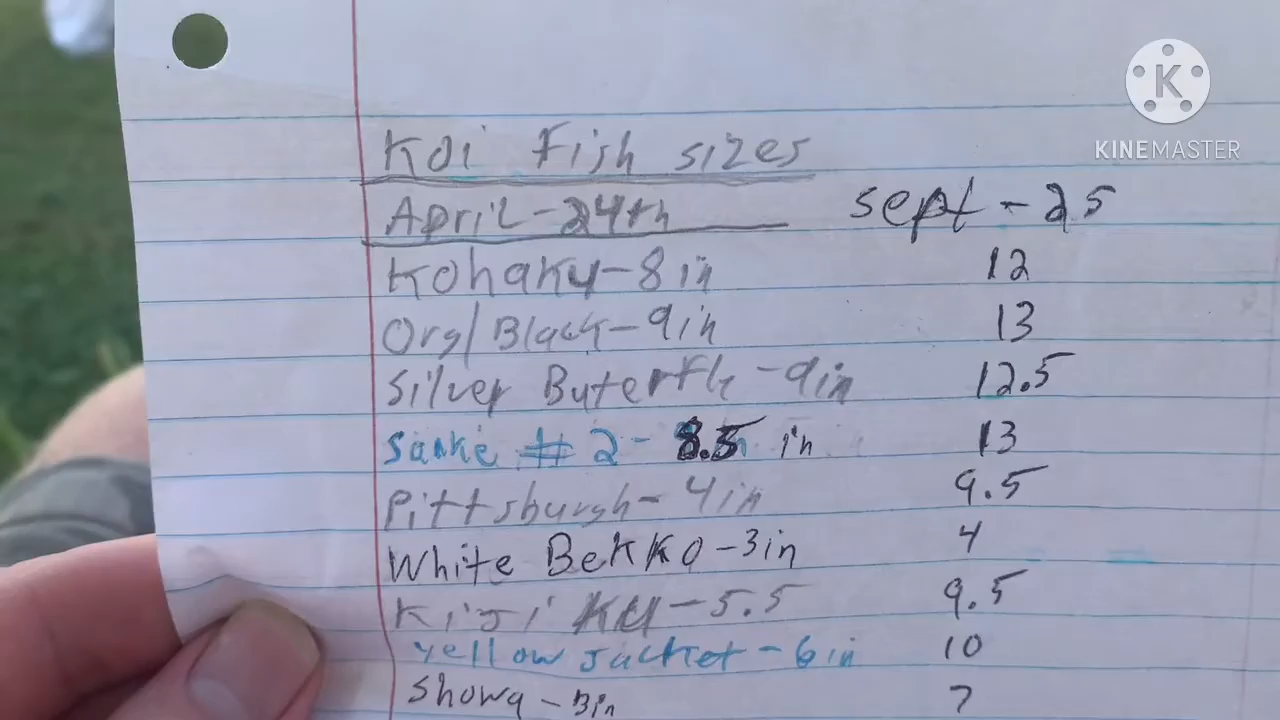 Koi Fish sizes
April-24th sept-25
Kohaku-8in 12
Org/Black-9in 13
Silver Buterfly-9in 12.5
Sanke #2- 8.5 in 13
Pittsburgh-4in 9.5
White Bekko-3in 4
Kiji Ku-5.5 9.5
Yellow Jacket-6in 10
Showa-3in 7
K
KINEMASTER